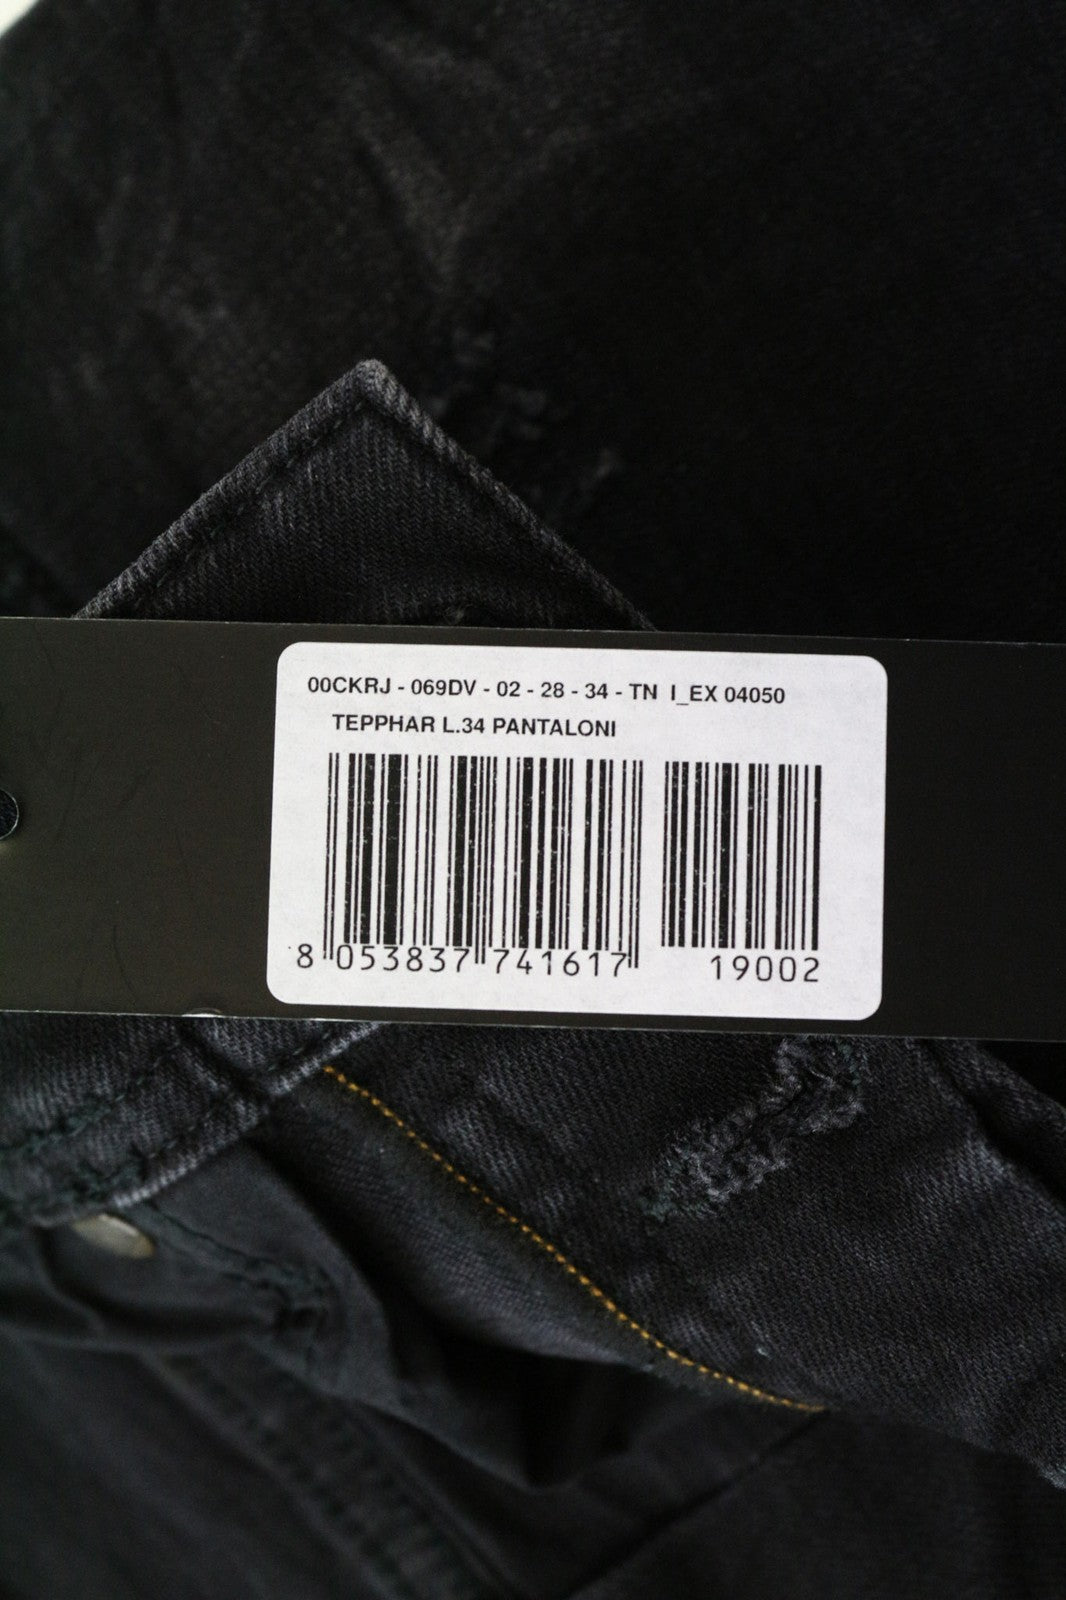 00CKRJ - 069DV - 02 - 28 - 34 - TN I_EX 04050
TEPPHAR L.34 PANTALONI
8 053837 741617 19002